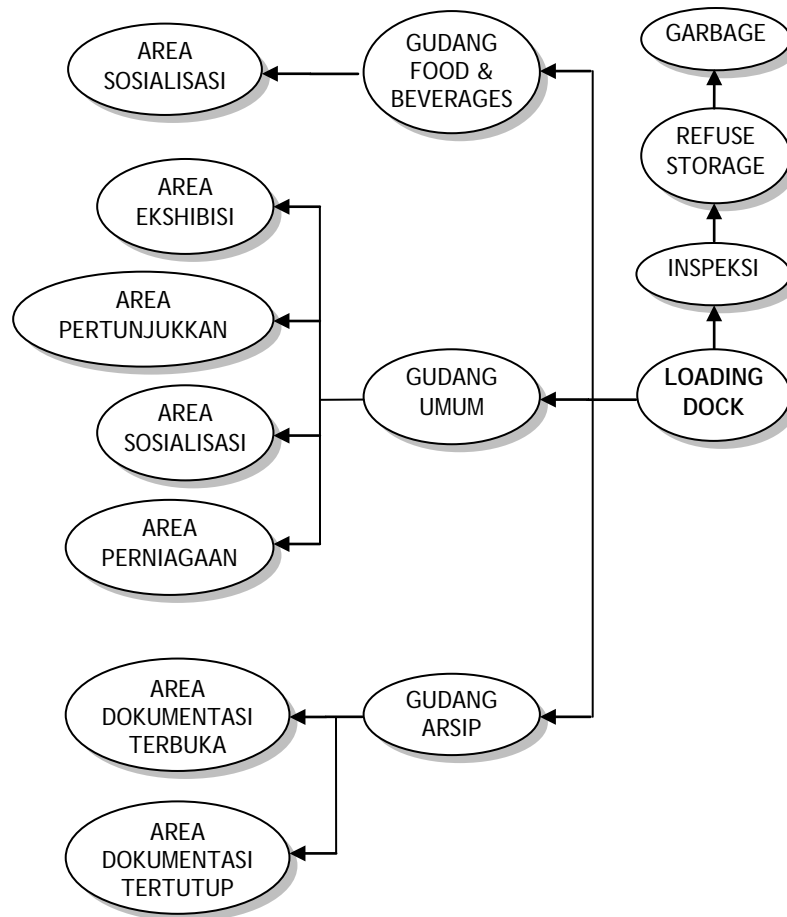 AREA
SOSIALISASI
GUDANG
FOOD &
BEVERAGES
GARBAGE
REFUSE
STORAGE
AREA
EKSHIBISI
INSPEKSI
AREA
PERTUNJUKKAN
GUDANG
UMUM
LOADING
DOCK
AREA
SOSIALISASI
AREA
PERNIAGAAN
AREA
DOKUMENTASI
TERBUKA
GUDANG
ARSIP
AREA
DOKUMENTASI
TERTUTUP